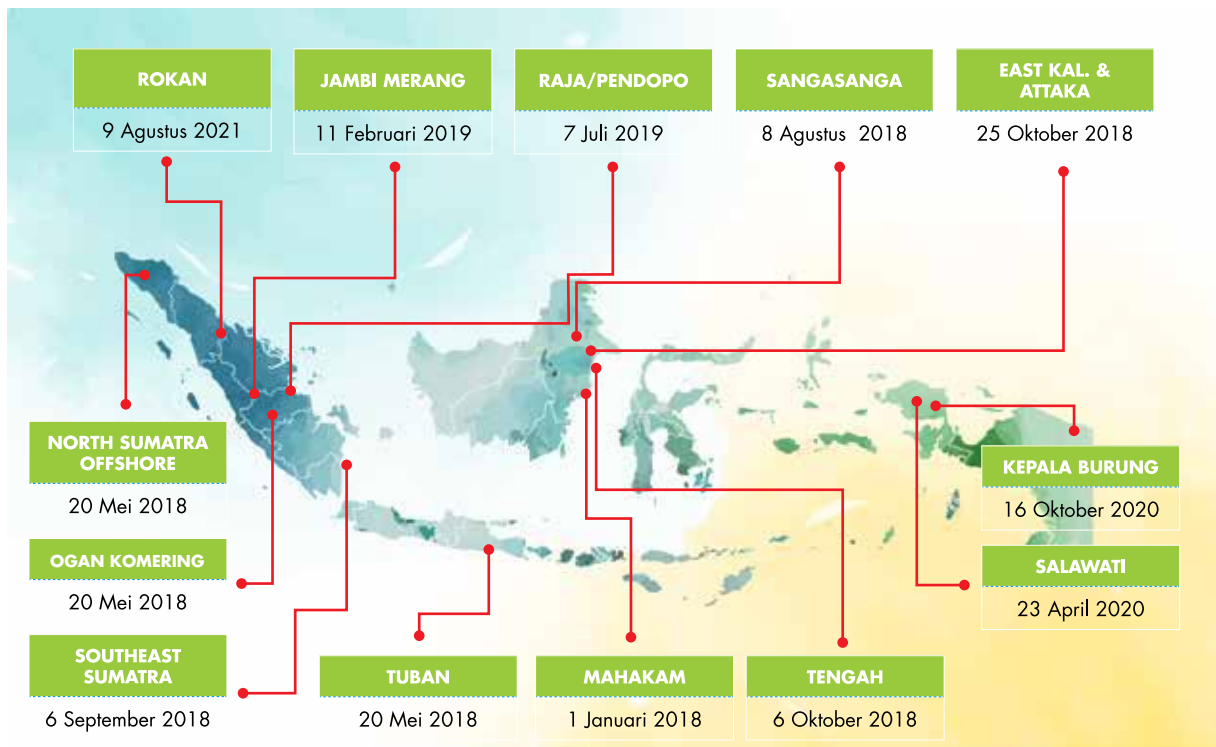 ROKAN
9 Agustus 2021
JAMBI MERANG
11 Februari 2019
RAJA/PENDOPO
7 Juli 2019
SANGASANGA
8 Agustus 2018
EAST KAL. &
ATTAKA
25 Oktober 2018
NORTH SUMATRA
OFFSHORE
20 Mei 2018
OGAN KOMERING
20 Mei 2018
SOUTHEAST
SUMATRA
6 September 2018
TUBAN
20 Mei 2018
MAHAKAM
1 Januari 2018
TENGAH
6 Oktober 2018
KEPALA BURUNG
16 Oktober 2020
SALAWATI
23 April 2020